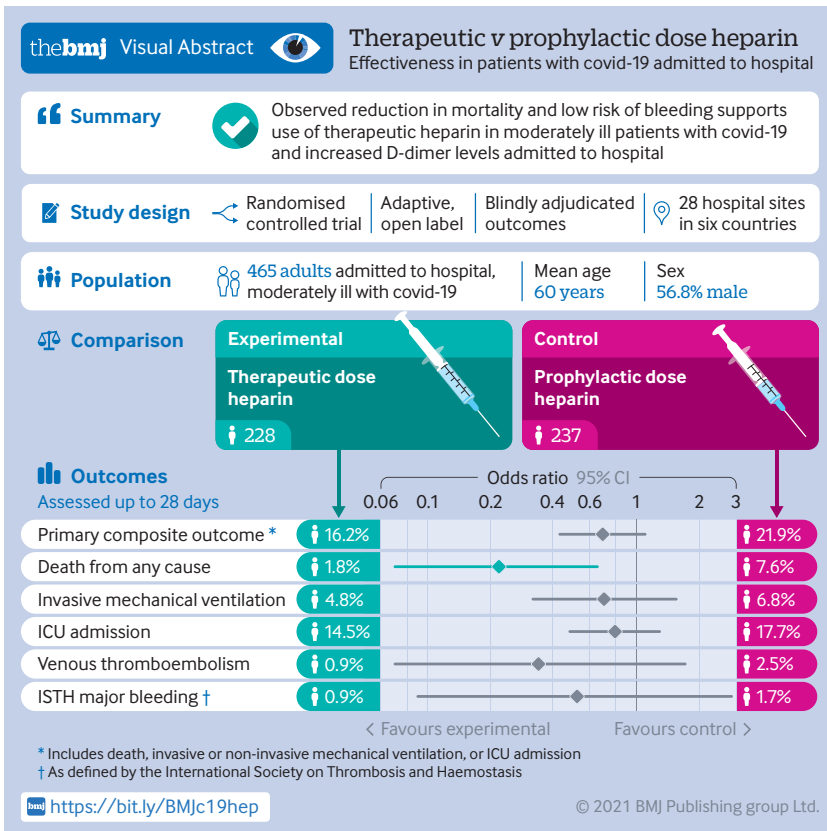 thebmj Visual Abstract
Therapeutic v prophylactic dose heparin
Effectiveness in patients with covid-19 admitted to hospital
Summary
Observed reduction in mortality and low risk of bleeding supports
use of therapeutic heparin in moderately ill patients with covid-19
and increased D-dimer levels admitted to hospital
Study design
Randomised
controlled trial
Adaptive,
open label
Blindly adjudicated
outcomes
28 hospital sites
in six countries
Population
465 adults admitted to hospital,
moderately ill with covid-19
Mean age
60 years
Sex
56.8% male
Comparison
Experimental
Therapeutic dose
heparin
228
Control
Prophylactic dose
heparin
237
Outcomes
Assessed up to 28 days
Odds ratio 95% CI
0.06 0.1 0.2 0.4 0.6 1 2 3
Primary composite outcome * 16.2% 21.9%
Death from any cause 1.8% 7.6%
Invasive mechanical ventilation 4.8% 6.8%
ICU admission 14.5% 17.7%
Venous thromboembolism 0.9% 2.5%
ISTH major bleeding † 0.9% 1.7%
< Favours experimental Favours control >
* Includes death, invasive or non-invasive mechanical ventilation, or ICU admission
† As defined by the International Society on Thrombosis and Haemostasis
bmj https://bit.ly/BMJc19hep
© 2021 BMJ Publishing group Ltd.